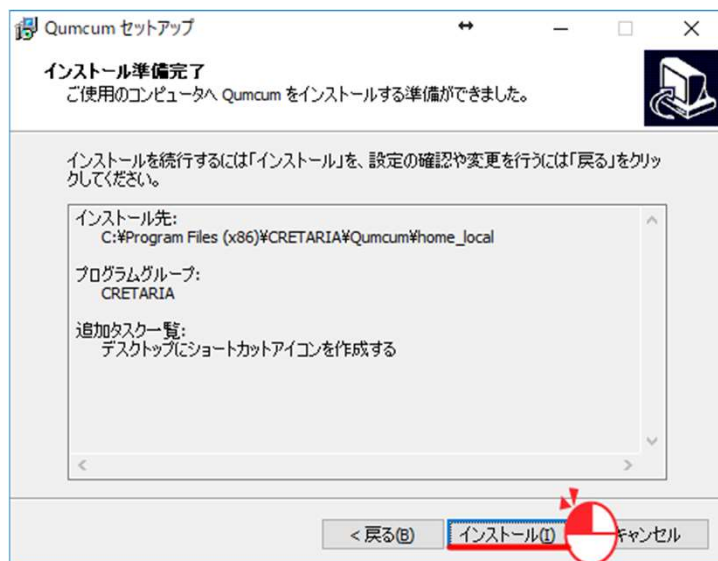 Qumcum セットアップ
インストール準備完了
ご使用のコンピュータへ Qumcum をインストールする準備ができました。
インストールを続行するには「インストール」を、設定の確認や変更を行うには「戻る」をクリッ
クしてください。
インストール先:
C:¥Program Files (x86)¥CRETARIA¥Qumcum¥home_local
プログラムグループ:
CRETARIA
追加タスク一覧:
デスクトップにショートカットアイコンを作成する
< 戻る(B) インストール(I) キャンセル